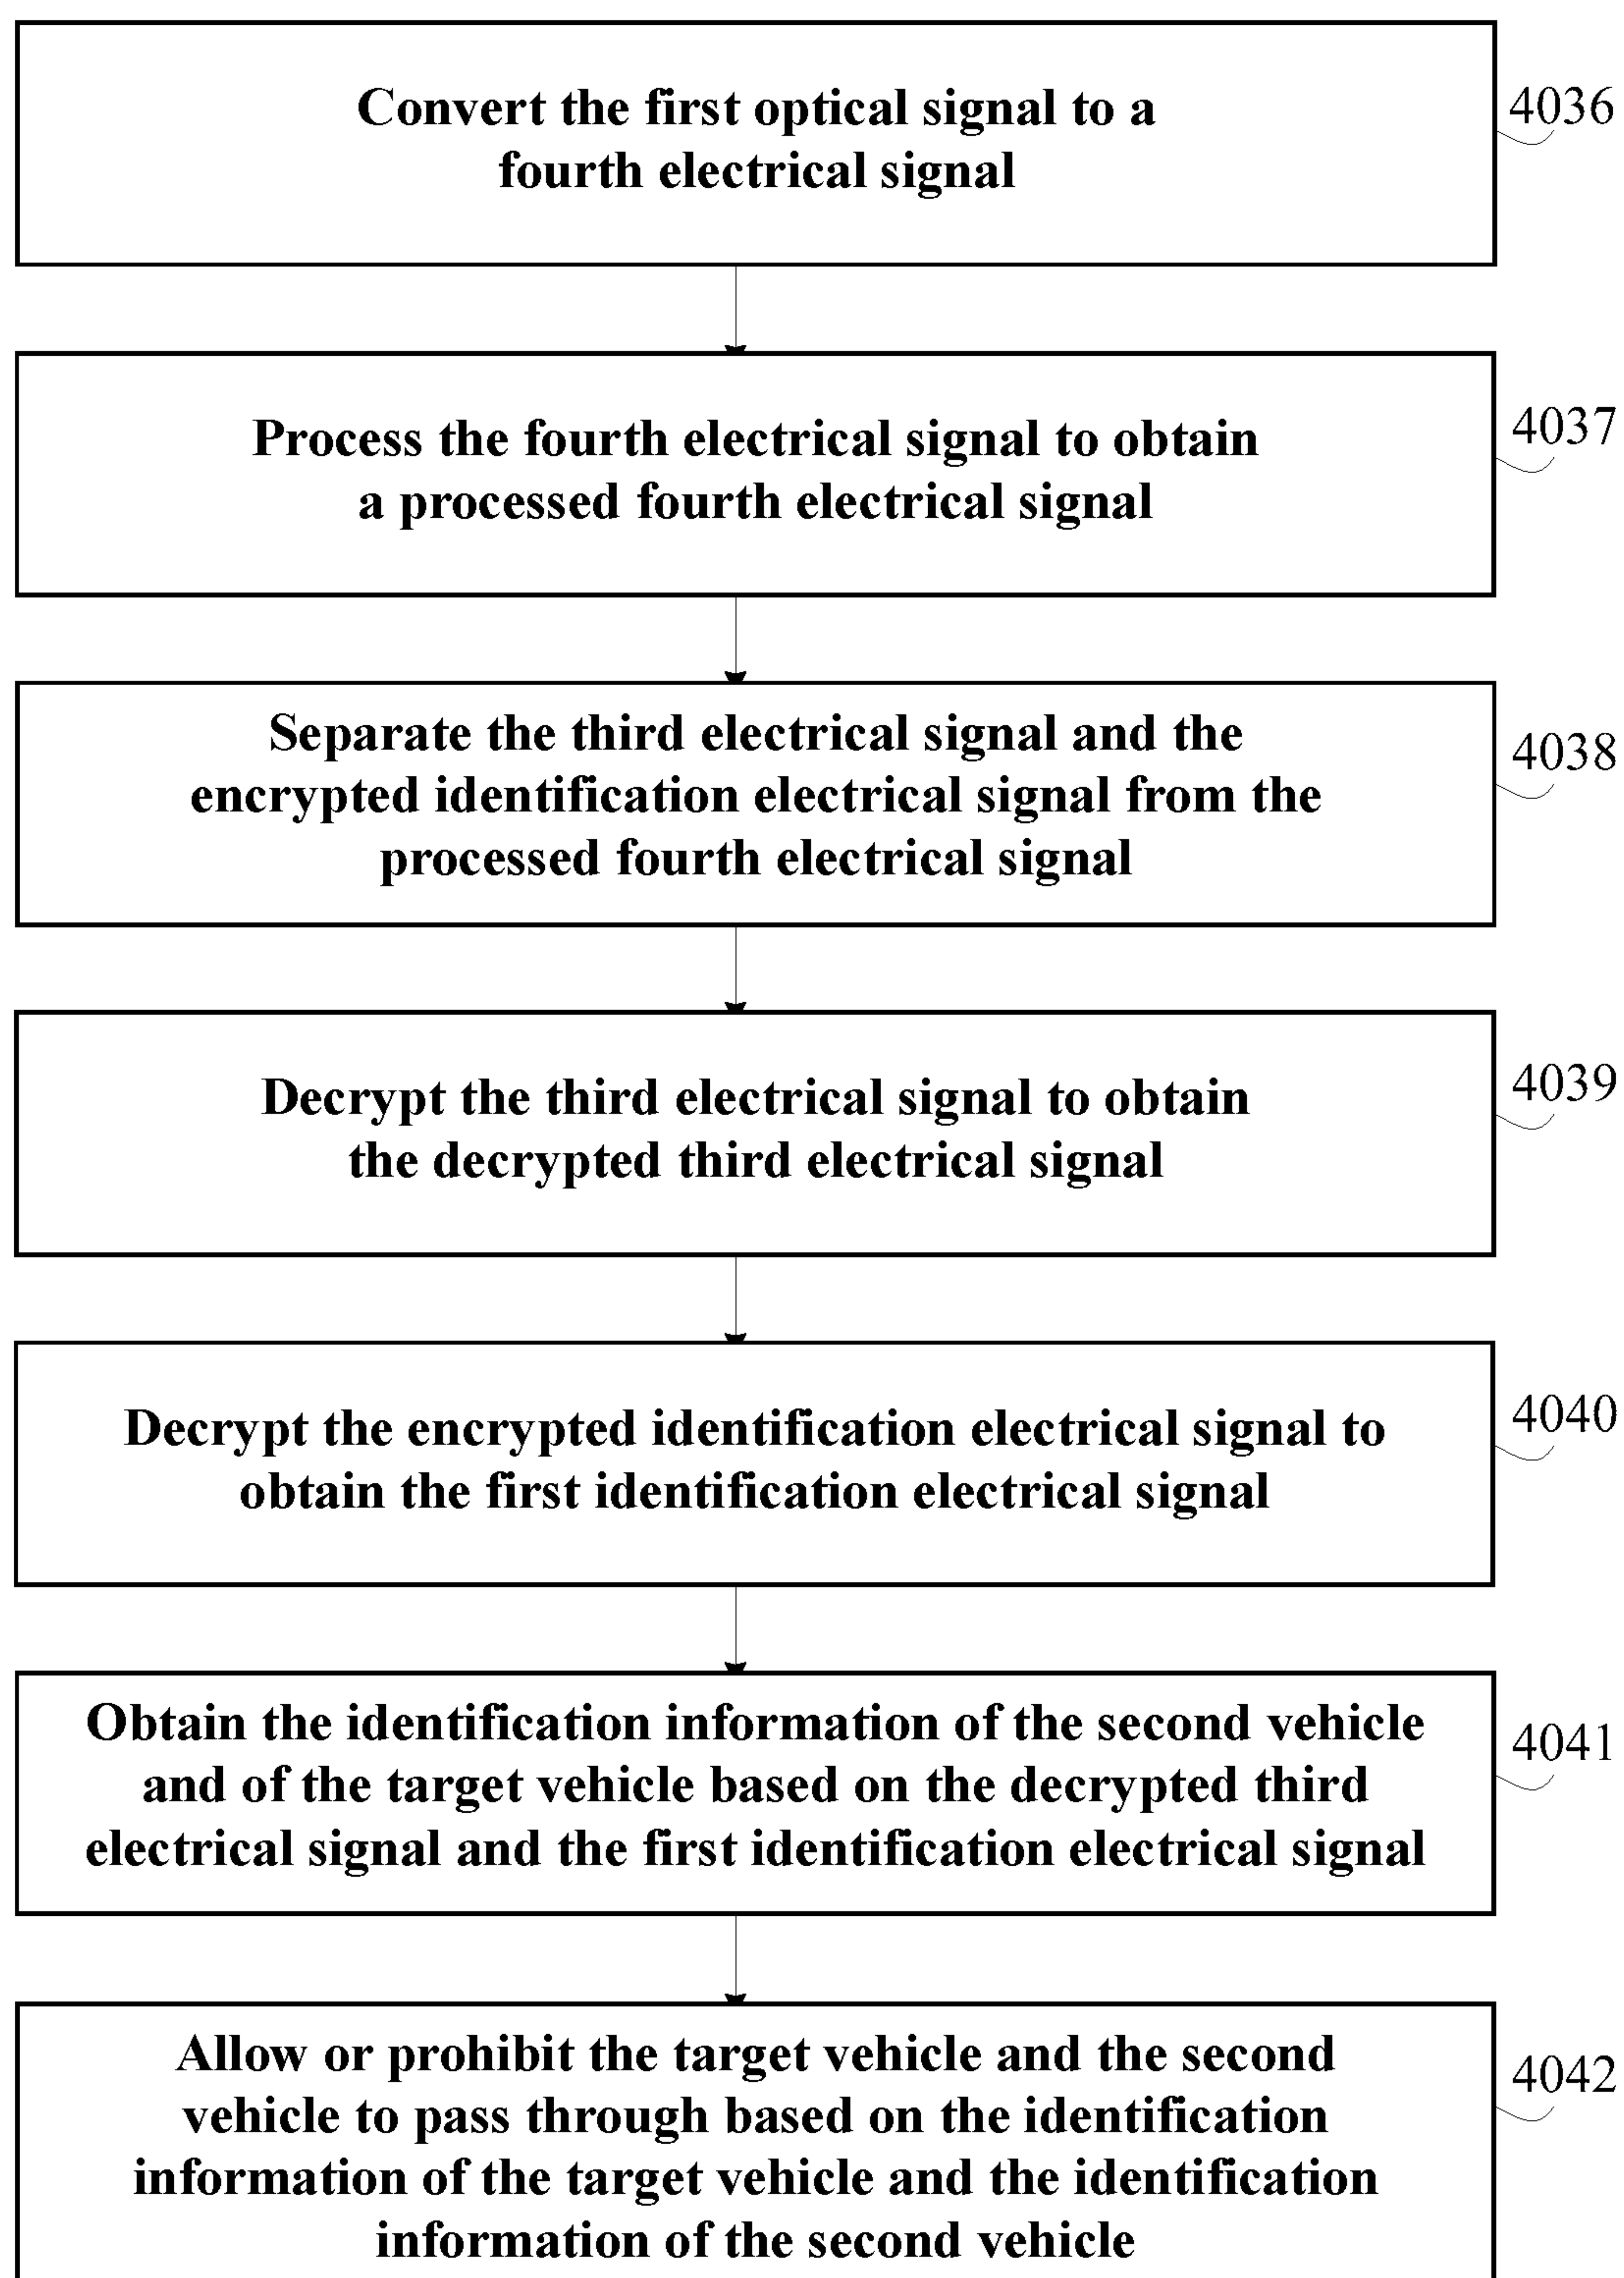 Convert the first optical signal to a
fourth electrical signal
4036
Process the fourth electrical signal to obtain
a processed fourth electrical signal
4037
Separate the third electrical signal and the
encrypted identification electrical signal from the
processed fourth electrical signal
4038
Decrypt the third electrical signal to obtain
the decrypted third electrical signal
4039
Decrypt the encrypted identification electrical signal to
obtain the first identification electrical signal
4040
Obtain the identification information of the second vehicle
and of the target vehicle based on the decrypted third
electrical signal and the first identification electrical signal
4041
Allow or prohibit the target vehicle and the second
vehicle to pass through based on the identification
information of the target vehicle and the identification
information of the second vehicle
4042